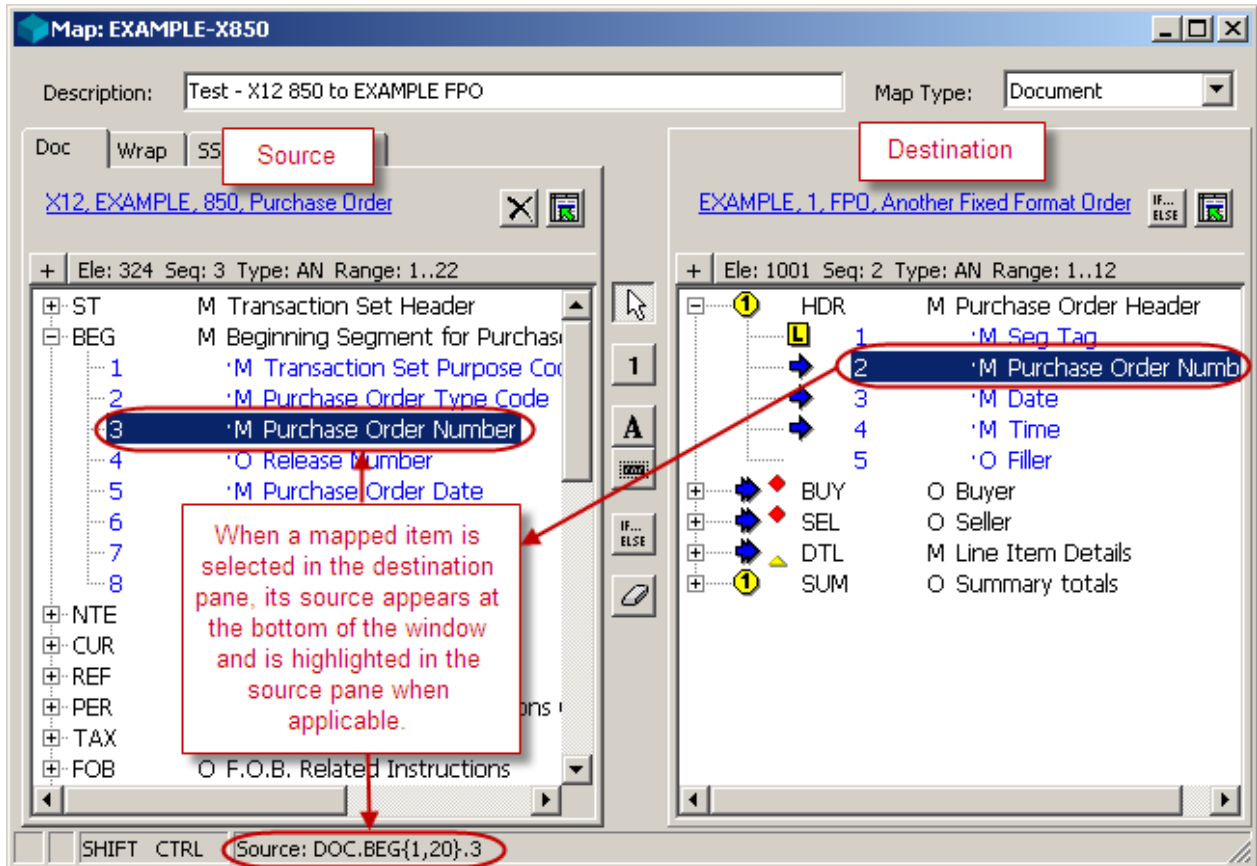 Map: EXAMPLE-X850
Description: Test - X12 850 to EXAMPLE FPO Map Type: Document
Doc Wrap SS
Source
Destination
X12, EXAMPLE, 850, Purchase Order
EXAMPLE, 1, FPO, Another Fixed Format Order
IF... ELSE
+ Ele: 324 Seq: 3 Type: AN Range: 1..22
ST M Transaction Set Header
BEG M Beginning Segment for Purchas
1 M Transaction Set Purpose Co
2 M Purchase Order Type Code
3 M Purchase Order Number
4 O Release Number
5 M Purchase Order Date
6
7
8
NTE
CUR
REF
PER ons
TAX
FOB O F.O.B. Related Instructions
When a mapped item is
selected in the destination
pane, its source appears at
the bottom of the window
and is highlighted in the
source pane when
applicable.
1
A
IF...
ELSE
+ Ele: 1001 Seq: 2 Type: AN Range: 1..12
1 HDR M Purchase Order Header
L 1 M Seg Tag
2 M Purchase Order Numb
3 M Date
4 M Time
5 O Filler
BUY O Buyer
SEL O Seller
DTL M Line Item Details
1 SUM O Summary totals
SHIFT CTRL Source: DOC.BEG{1,20}.3